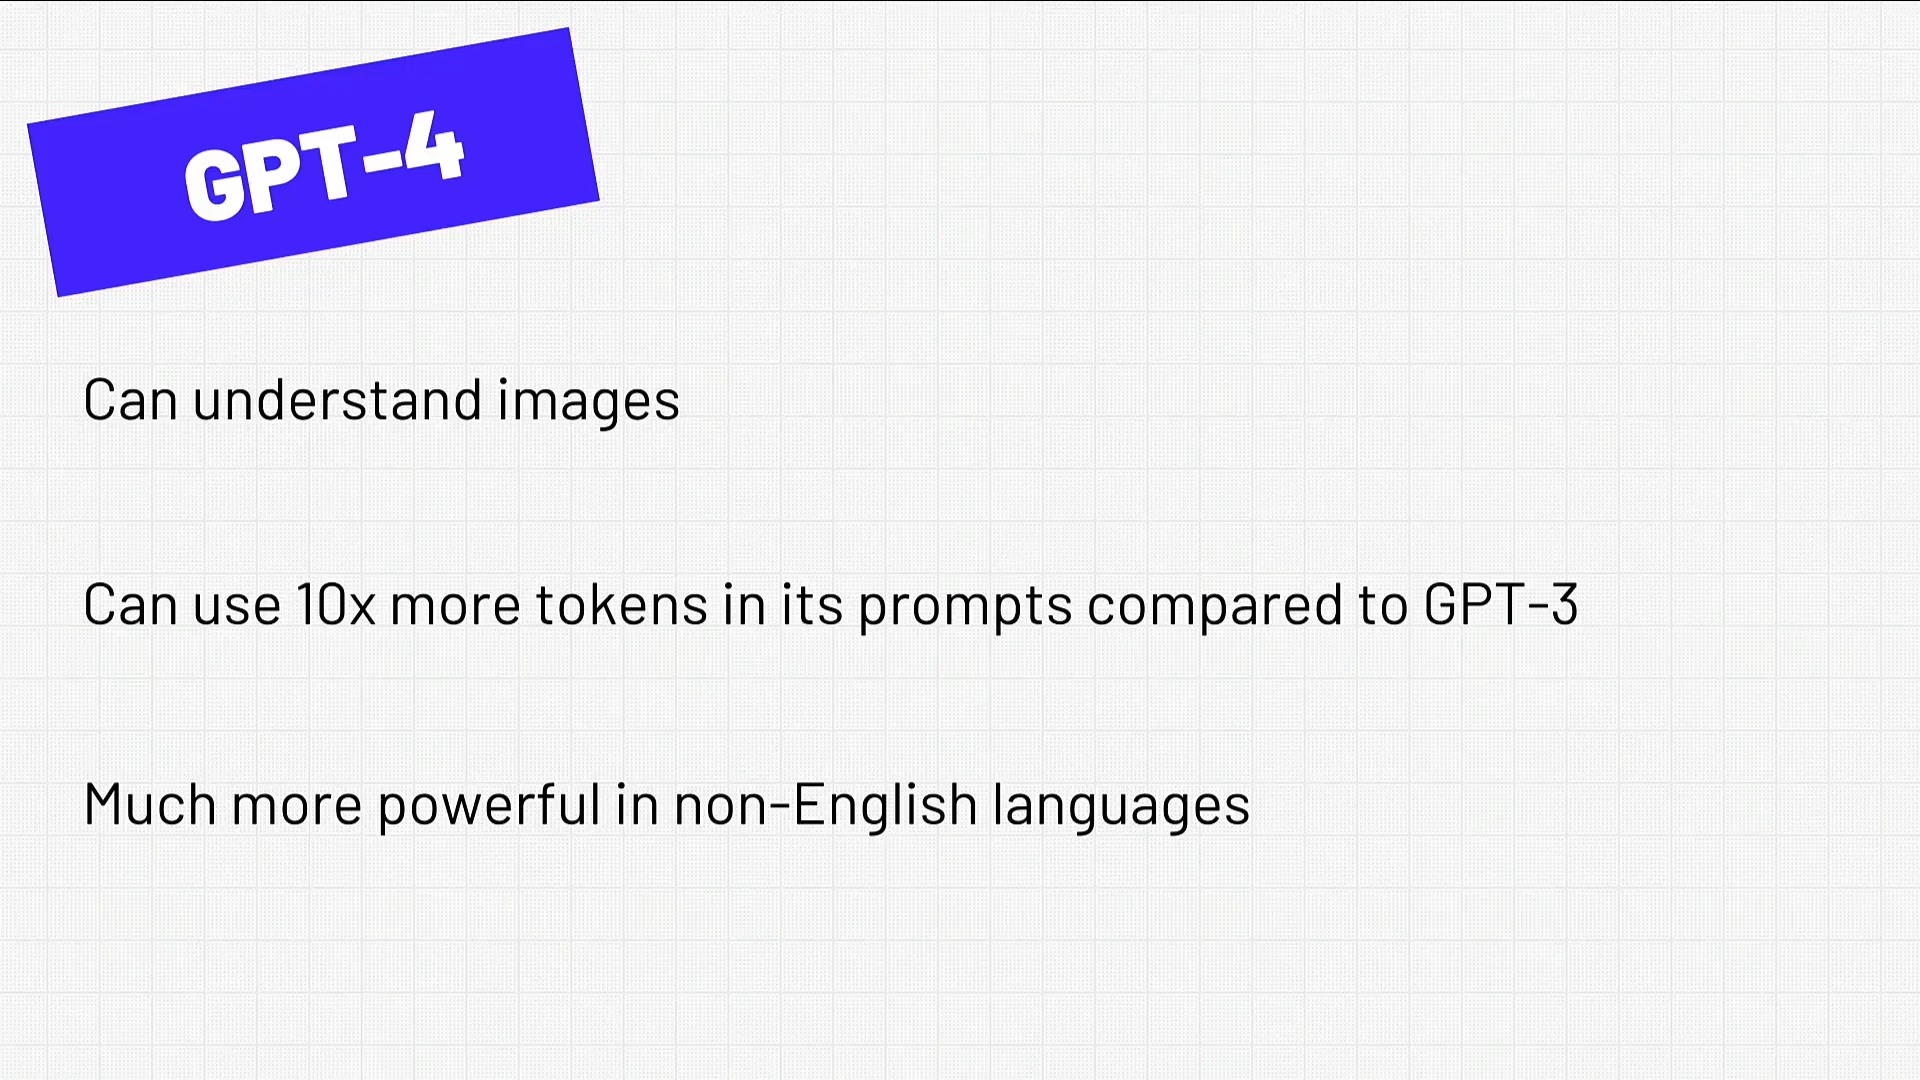 GPT-4
Can understand images
Can use 10x more tokens in its prompts compared to GPT-3
Much more powerful in non-English languages